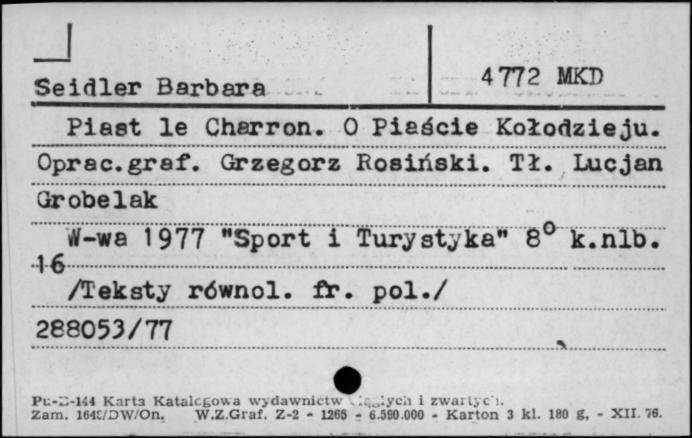 Seidler Barbara
4772 MKD
Piast le Charron. O Piaście Kołodzieju.
Oprac.graf. Grzegorz Rosiński. Tł. Lucjan
Grobelak
W-wa 1977 "Sport i Turystyka" 8° k.nlb.
16
/Teksty równol. fr. pol./
288053/77
Karta Katalogowa wydawnictw i zwartych.
Zam. W.Z.Graf. Z-2 - 1265 - 6.590.000 - Karton 3 kl. 180 g, - XII. 76.